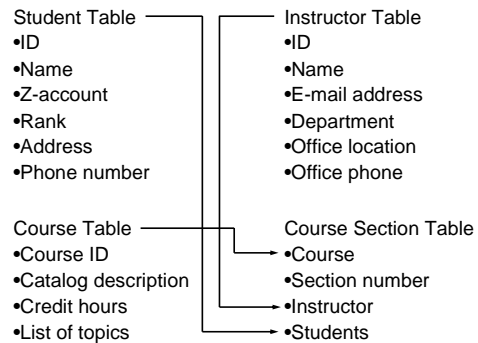 Student Table
•ID
•Name
•Z-account
•Rank
•Address
•Phone number
Instructor Table
•ID
•Name
•E-mail address
•Department
•Office location
•Office phone
Course Table
•Course ID
•Catalog description
•Credit hours
•List of topics
Course Section Table
•Course
•Section number
•Instructor
•Students